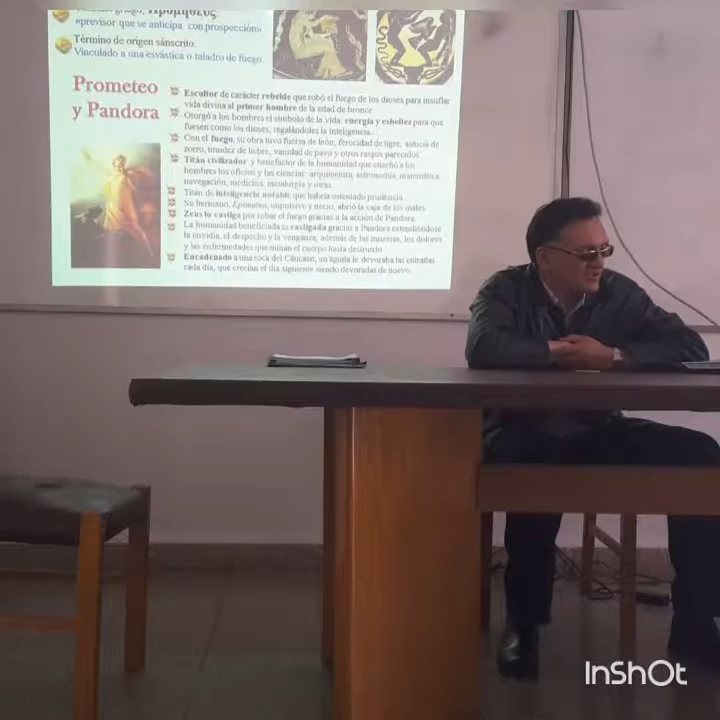 griego, Προμηθεύς
«previsor que se anticipa con prospección»
Término de origen sánscrito:
Vinculado a una esvástica o taladro de fuego.
Prometeo
y Pandora
Escultor de carácter rebelde que robó el fuego de los dioses para insuflar
vida divina al primer hombre de la edad de bronce
Otorgó a los hombres el símbolo de la vida: energía y esbeltez para que
fuesen como los dioses, regalándoles la inteligencia.
Con el fuego, su obra tuvo fuerza de león, ferocidad de tigre, astucia de
zorro, timidez de liebre, vanidad de pavo y otros rasgos parecidos.
Titán civilizador y benefactor de la humanidad que enseñó a los
hombres los oficios y las ciencias: arquitectura, astronomía, matemática
navegación, medicina, metalurgia y otras.
Titán de inteligencia notable que habría ostentado prudencia.
Su hermano, Epimeteo, impulsivo y necio, abrió la caja de los males.
Zeus lo castiga por robar el fuego gracias a la acción de Pandora.
La humanidad beneficiada es castigada gracias a Pandora extendiéndose
la envidia, el despecho y la venganza; además de las miserias, los dolores
y las enfermedades que minan el cuerpo hasta destruirlo
Encadenado a una roca del Cáucaso, un águila le devoraba las entrañas
cada día, que crecían el día siguiente siendo devoradas de nuevo.
InShOt